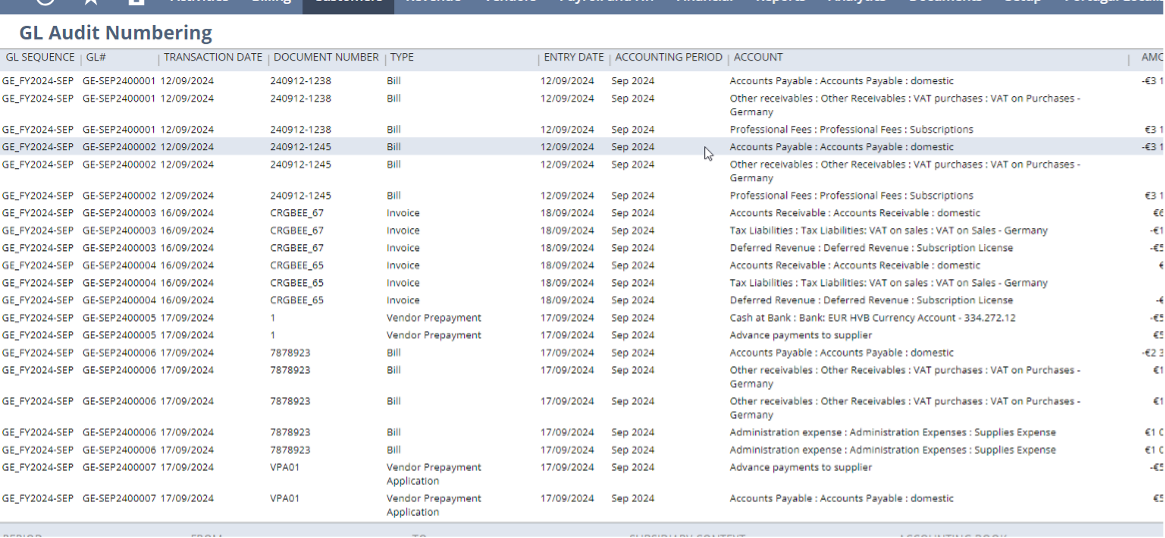 GL Audit Numbering
GL SEQUENCE GL# TRANSACTION DATE DOCUMENT NUMBER TYPE ENTRY DATE ACCOUNTING PERIOD ACCOUNT AMO
GE_FY2024-SEP GE-SEP2400001 12/09/2024 240912-1238 Bill 12/09/2024 Sep 2024 Accounts Payable : Accounts Payable : domestic -€3 1
GE_FY2024-SEP GE-SEP2400001 12/09/2024 240912-1238 Bill 12/09/2024 Sep 2024 Other receivables : Other Receivables : VAT purchases : VAT on Purchases -
Germany
GE_FY2024-SEP GE-SEP2400001 12/09/2024 240912-1238 Bill 12/09/2024 Sep 2024 Professional Fees : Professional Fees : Subscriptions €3 1
GE_FY2024-SEP GE-SEP2400002 12/09/2024 240912-1245 Bill 12/09/2024 Sep 2024 Accounts Payable : Accounts Payable : domestic -€3 1
GE_FY2024-SEP GE-SEP2400002 12/09/2024 240912-1245 Bill 12/09/2024 Sep 2024 Other receivables : Other Receivables : VAT purchases : VAT on Purchases -
Germany
GE_FY2024-SEP GE-SEP2400002 12/09/2024 240912-1245 Bill 12/09/2024 Sep 2024 Professional Fees : Professional Fees : Subscriptions €3 1
GE_FY2024-SEP GE-SEP2400003 16/09/2024 CRGBEE_67 Invoice 18/09/2024 Sep 2024 Accounts Receivable : Accounts Receivable : domestic €6
GE_FY2024-SEP GE-SEP2400003 16/09/2024 CRGBEE_67 Invoice 18/09/2024 Sep 2024 Tax Liabilities : Tax Liabilities: VAT on sales : VAT on Sales - Germany -€1
GE_FY2024-SEP GE-SEP2400003 16/09/2024 CRGBEE_67 Invoice 18/09/2024 Sep 2024 Deferred Revenue : Deferred Revenue : Subscription License -€5
GE_FY2024-SEP GE-SEP2400004 16/09/2024 CRGBEE_65 Invoice 18/09/2024 Sep 2024 Accounts Receivable : Accounts Receivable : domestic €
GE_FY2024-SEP GE-SEP2400004 16/09/2024 CRGBEE_65 Invoice 18/09/2024 Sep 2024 Tax Liabilities : Tax Liabilities: VAT on sales : VAT on Sales - Germany
GE_FY2024-SEP GE-SEP2400004 16/09/2024 CRGBEE_65 Invoice 18/09/2024 Sep 2024 Deferred Revenue : Deferred Revenue : Subscription License -€
GE_FY2024-SEP GE-SEP2400005 17/09/2024 1 Vendor Prepayment 17/09/2024 Sep 2024 Cash at Bank : Bank: EUR HVB Currency Account - 334.272.12 -€5
GE_FY2024-SEP GE-SEP2400005 17/09/2024 1 Vendor Prepayment 17/09/2024 Sep 2024 Advance payments to supplier €5
GE_FY2024-SEP GE-SEP2400006 17/09/2024 7878923 Bill 17/09/2024 Sep 2024 Accounts Payable : Accounts Payable : domestic -€2 3
GE_FY2024-SEP GE-SEP2400006 17/09/2024 7878923 Bill 17/09/2024 Sep 2024 Other receivables : Other Receivables : VAT purchases : VAT on Purchases - €1
Germany
GE_FY2024-SEP GE-SEP2400006 17/09/2024 7878923 Bill 17/09/2024 Sep 2024 Other receivables : Other Receivables : VAT purchases : VAT on Purchases - €1
Germany
GE_FY2024-SEP GE-SEP2400006 17/09/2024 7878923 Bill 17/09/2024 Sep 2024 Administration expense : Administration Expenses : Supplies Expense €1 0
GE_FY2024-SEP GE-SEP2400006 17/09/2024 7878923 Bill 17/09/2024 Sep 2024 Administration expense : Administration Expenses : Supplies Expense €1 0
GE_FY2024-SEP GE-SEP2400007 17/09/2024 VPA01 Vendor Prepayment 17/09/2024 Sep 2024 Advance payments to supplier -€5
Application
GE_FY2024-SEP GE-SEP2400007 17/09/2024 VPA01 Vendor Prepayment 17/09/2024 Sep 2024 Accounts Payable : Accounts Payable : domestic €5
Application